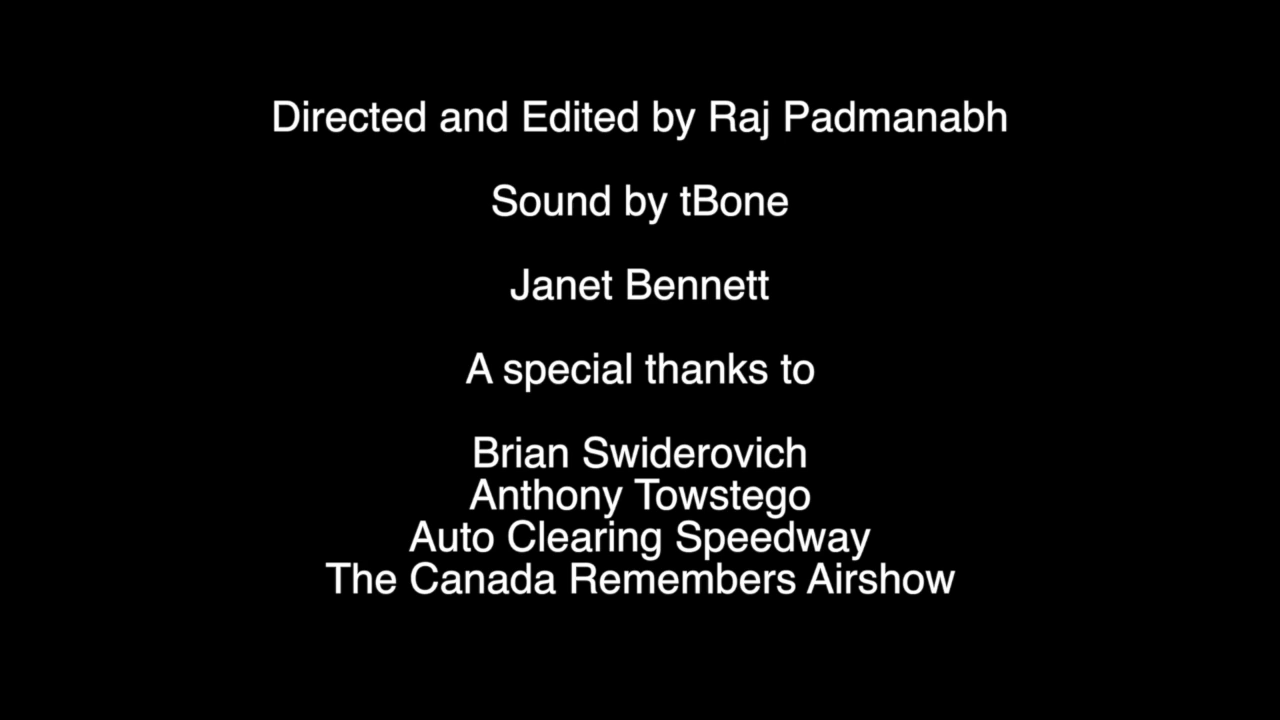 Directed and Edited by Raj Padmanabh
Sound by tBone
Janet Bennett
A special thanks to
Brian Swiderovich
Anthony Towstego
Auto Clearing Speedway
The Canada Remembers Airshow